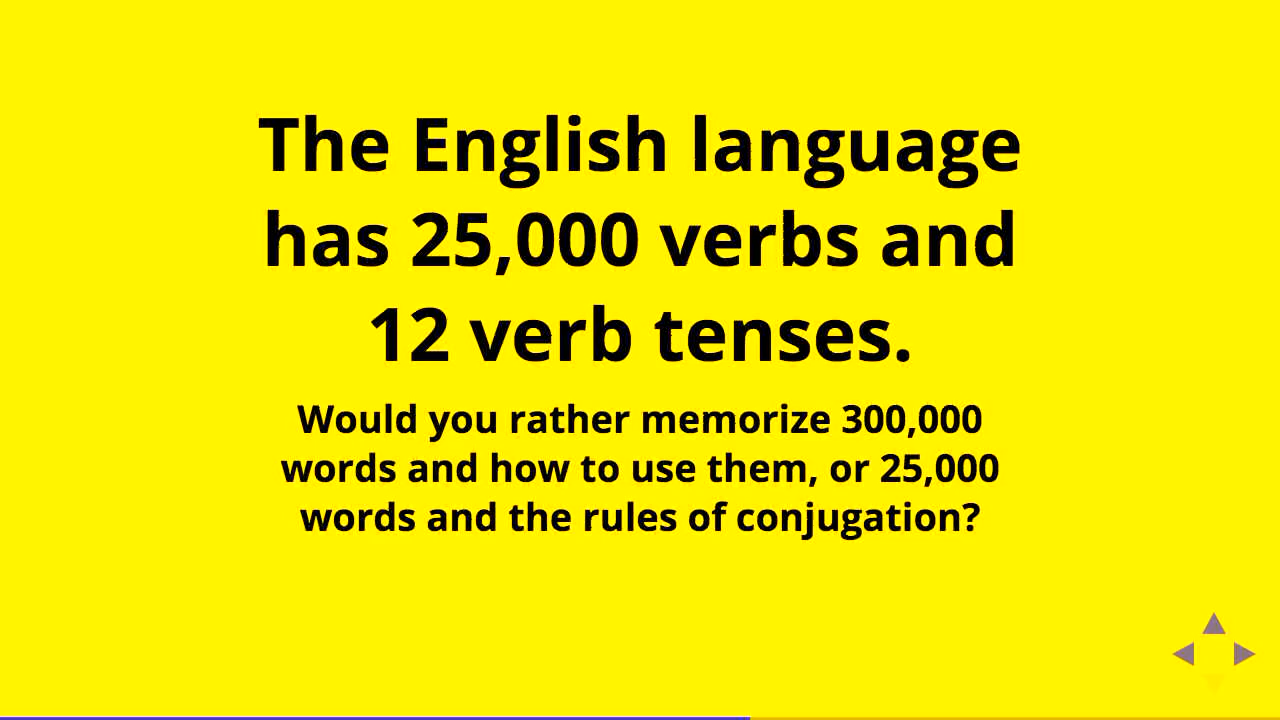 The English language
has 25,000 verbs and
12 verb tenses.
Would you rather memorize 300,000
words and how to use them, or 25,000
words and the rules of conjugation?